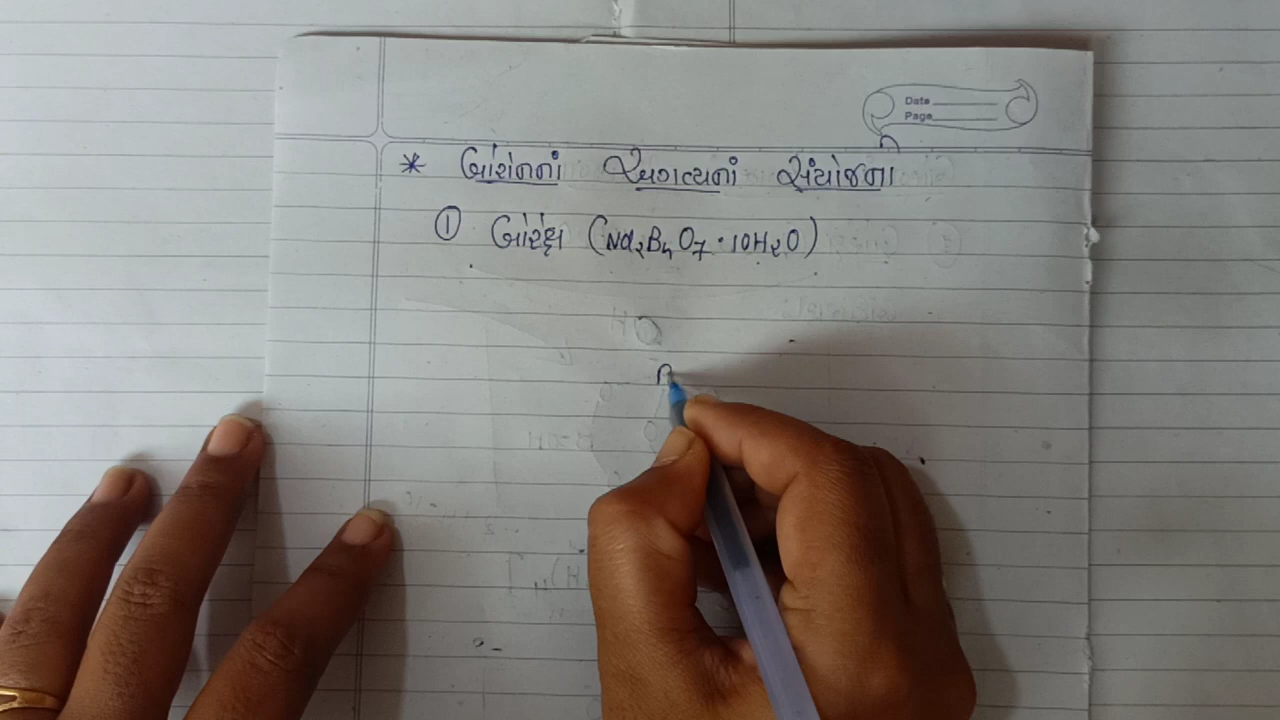 Date
Page
* બોરોનનાં અગત્યનાં સંયોજનો
① બોરેક્ષ (Na₂B₄O₇·10H₂O)